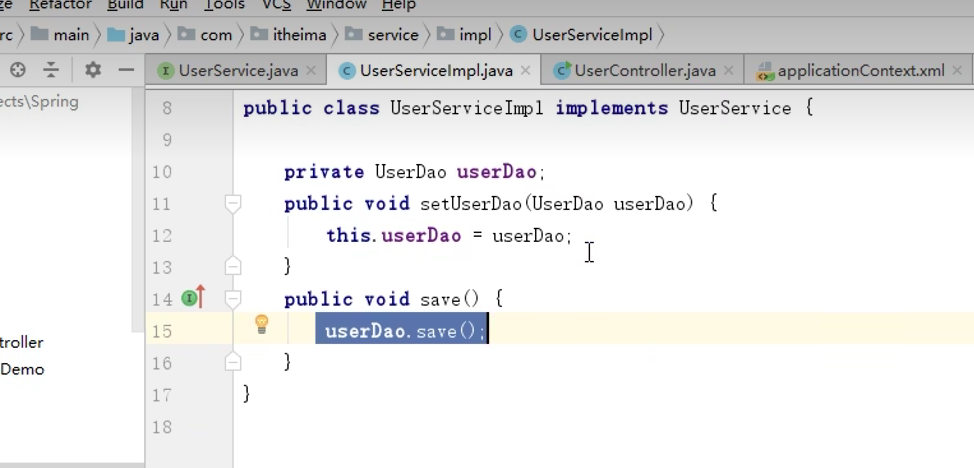 ze Refactor Build Run Tools VCS Window Help
rc main java com itheima service impl UserServiceImpl
UserService.java UserServiceImpl.java UserController.java applicationContext.xml
ects\Spring
8 public class UserServiceImpl implements UserService {
9
10 private UserDao userDao;
11 public void setUserDao(UserDao userDao) {
12 this.userDao = userDao;
13 }
14 public void save() {
15 userDao.save();
16 }
17 }
18
troller
Demo